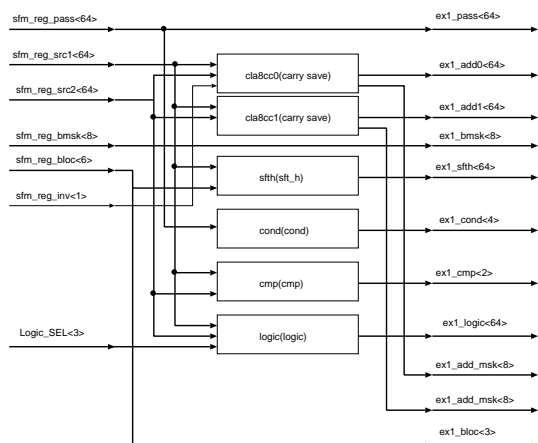 sfm_reg_pass<64>
ex1_pass<64>
sfm_reg_src1<64>
cla8cc0(carry save)
ex1_add0<64>
sfm_reg_src2<64>
cla8cc1(carry save)
ex1_add1<64>
sfm_reg_bmsk<8>
ex1_bmsk<8>
sfm_reg_bloc<6>
sfth(sft_h)
ex1_sfth<64>
sfm_reg_inv<1>
cond(cond)
ex1_cond<4>
cmp(cmp)
ex1_cmp<2>
Logic_SEL<3>
logic(logic)
ex1_logic<64>
ex1_add_msk<8>
ex1_add_msk<8>
ex1_bloc<3>